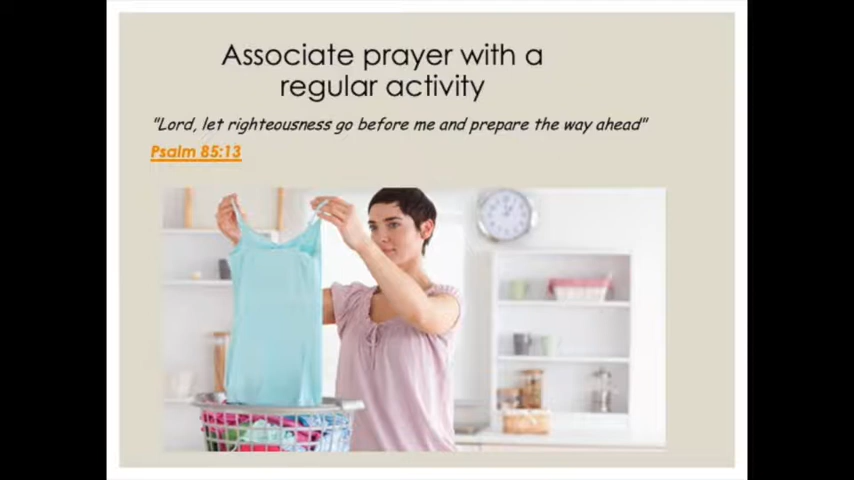 Associate prayer with a
regular activity
"Lord, let righteousness go before me and prepare the way ahead"
Psalm 85:13